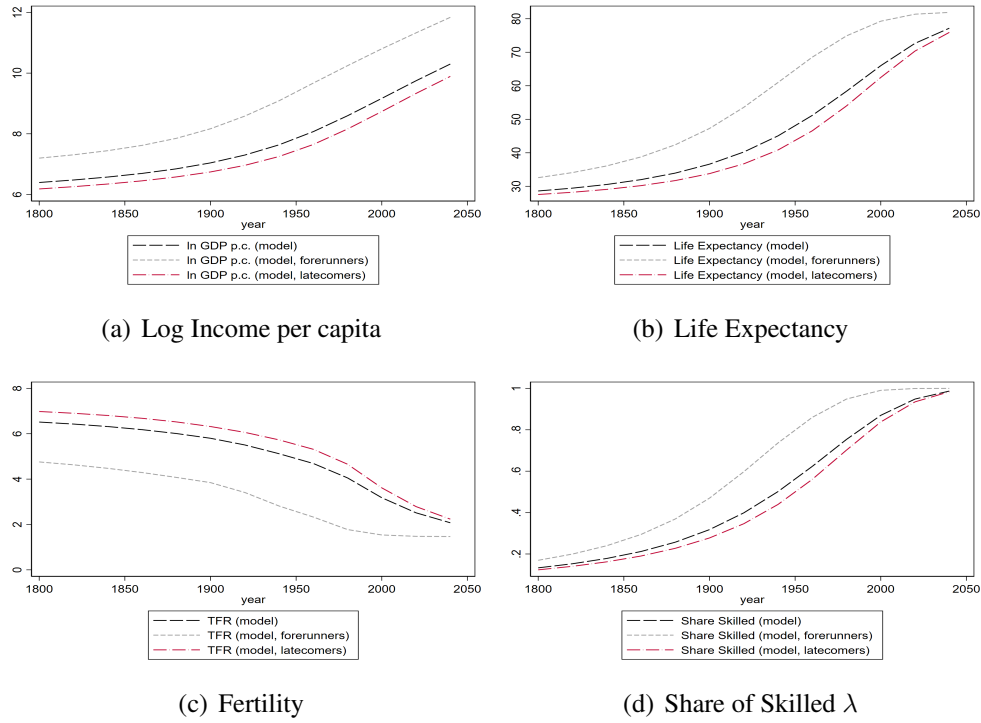 12
10
8
6
1800 1850 1900 1950 2000 2050
year
ln GDP p.c. (model)
ln GDP p.c. (model, forerunners)
ln GDP p.c. (model, latecomers)
(a) Log Income per capita
80
70
60
50
40
30
1800 1850 1900 1950 2000 2050
year
Life Expectancy (model)
Life Expectancy (model, forerunners)
Life Expectancy (model, latecomers)
(b) Life Expectancy
8
6
4
2
0
1800 1850 1900 1950 2000 2050
year
TFR (model)
TFR (model, forerunners)
TFR (model, latecomers)
(c) Fertility
1
.8
.6
.4
.2
1800 1850 1900 1950 2000 2050
year
Share Skilled (model)
Share Skilled (model, forerunners)
Share Skilled (model, latecomers)
(d) Share of Skilled λ